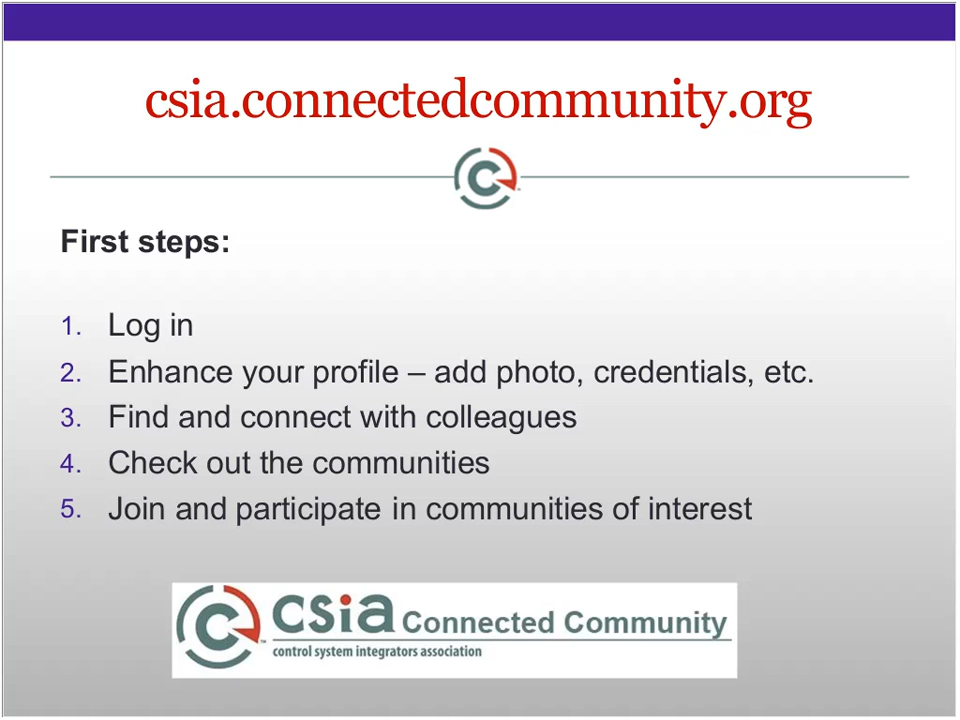 csia.connectedcommunity.org
First steps:
1. Log in
2. Enhance your profile – add photo, credentials, etc.
3. Find and connect with colleagues
4. Check out the communities
5. Join and participate in communities of interest
csia Connected Community
control system integrators association